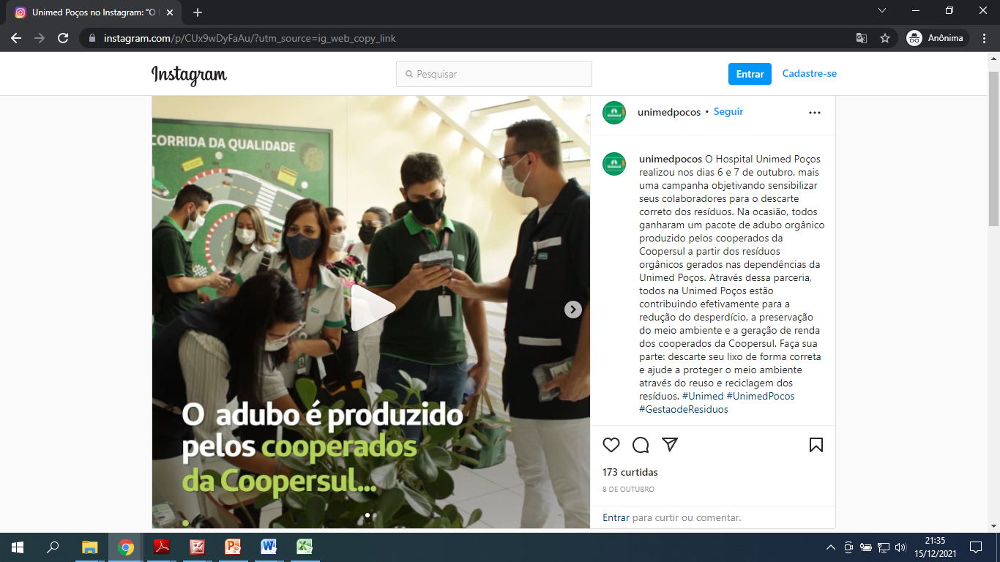 Unimed Poços no Instagram: “O
instagram.com/p/CUx9wDyFaAu/?utm_source=ig_web_copy_link
Anônima
Instagram
Pesquisar
Entrar
Cadastre-se
CORRIDA DA QUALIDADE
O adubo é produzido
pelos cooperados
da Coopersul...
unimedpocos • Seguir
unimedpocos O Hospital Unimed Poços
realizou nos dias 6 e 7 de outubro, mais
uma campanha objetivando sensibilizar
seus colaboradores para o descarte
correto dos resíduos. Na ocasião, todos
ganharam um pacote de adubo orgânico
produzido pelos cooperados da
Coopersul a partir dos resíduos
orgânicos gerados nas dependências da
Unimed Poços. Através dessa parceria,
todos na Unimed Poços estão
contribuindo efetivamente para a
redução do desperdício, a preservação
do meio ambiente e a geração de renda
dos cooperados da Coopersul. Faça sua
parte: descarte seu lixo de forma correta
e ajude a proteger o meio ambiente
através do reuso e reciclagem dos
resíduos. #Unimed #UnimedPocos
#GestaodeResiduos
173 curtidas
8 DE OUTUBRO
Entrar para curtir ou comentar.
21:35
15/12/2021